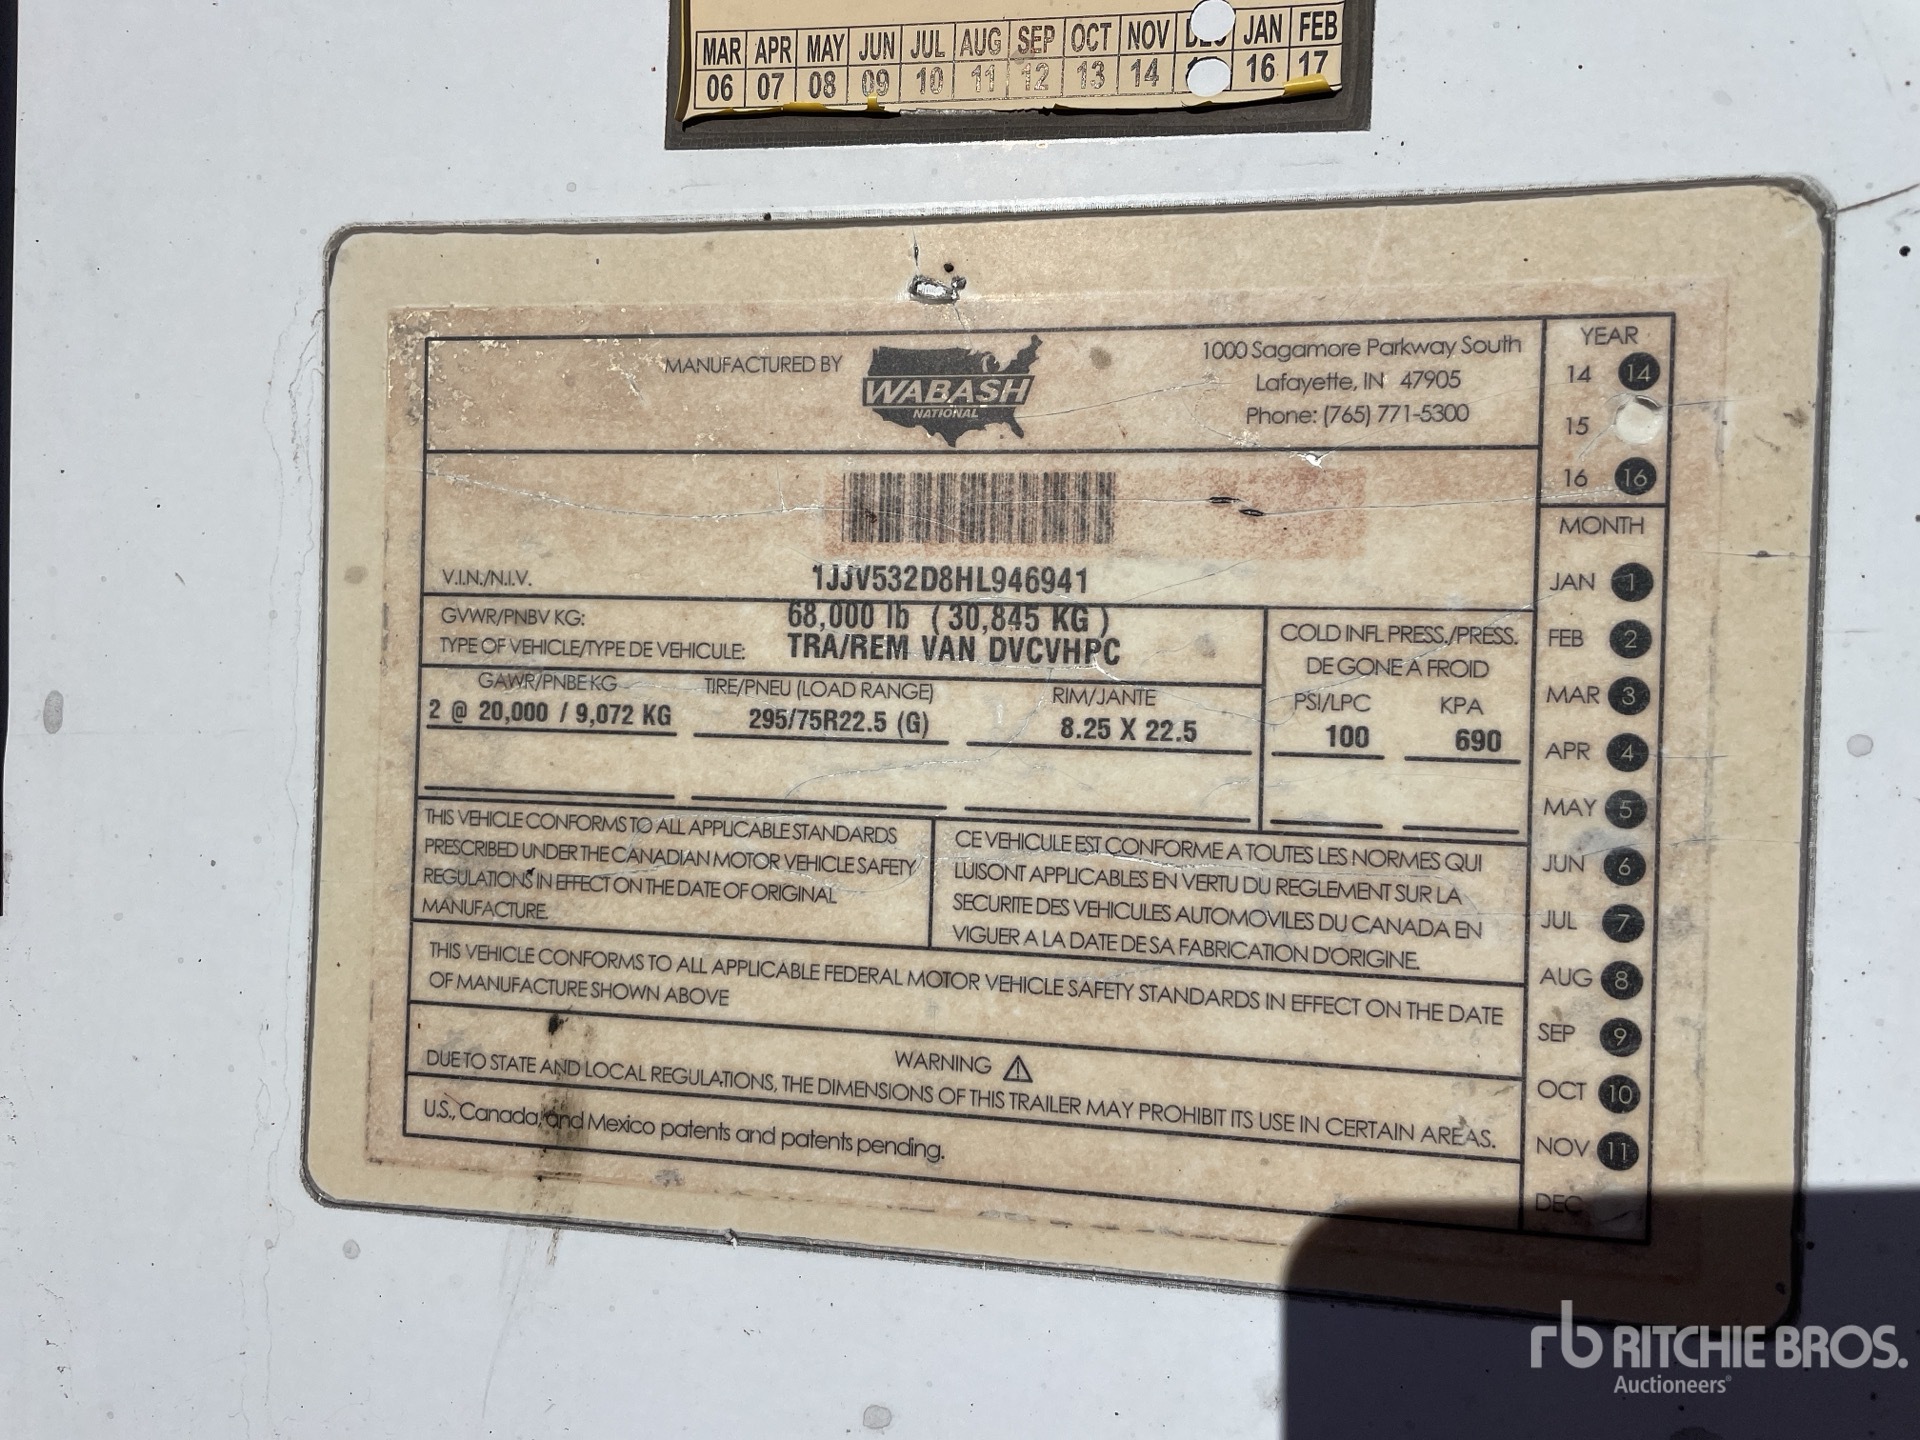 MAR APR MAY JUN JUL AUG SEP OCT NOV JAN FEB
06 07 08 09 10 11 12 13 14 16 17
MANUFACTURED BY
WABASH
NATIONAL
1000 Sagamore Parkway South
Lafayette, IN 47905
Phone: (765) 771-5300
V.I.N./N.I.V. 1JJV532D8HL946941
GVWR/PNBV KG: 68,000 lb ( 30,845 KG )
TYPE OF VEHICLE/TYPE DE VEHICULE: TRA/REM VAN DVCVHPC
GAWR/PNBE KG TIRE/PNEU (LOAD RANGE) RIM/JANTE
2 @ 20,000 / 9,072 KG 295/75R22.5 (G) 8.25 X 22.5
COLD INFL PRESS./PRESS.
DE GONE A FROID
PSI/LPC KPA
100 690
THIS VEHICLE CONFORMS TO ALL APPLICABLE STANDARDS
PRESCRIBED UNDER THE CANADIAN MOTOR VEHICLE SAFETY
REGULATIONS IN EFFECT ON THE DATE OF ORIGINAL
MANUFACTURE.
CE VEHICULE EST CONFORME A TOUTES LES NORMES QUI
LUISONT APPLICABLES EN VERTU DU REGLEMENT SUR LA
SECURITE DES VEHICULES AUTOMOVILES DU CANADA EN
VIGUER A LA DATE DE SA FABRICATION D'ORIGINE.
THIS VEHICLE CONFORMS TO ALL APPLICABLE FEDERAL MOTOR VEHICLE SAFETY STANDARDS IN EFFECT ON THE DATE
OF MANUFACTURE SHOWN ABOVE
WARNING
DUE TO STATE AND LOCAL REGULATIONS, THE DIMENSIONS OF THIS TRAILER MAY PROHIBIT ITS USE IN CERTAIN AREAS.
U.S., Canada, and Mexico patents and patents pending.
YEAR
14 14
15
16 16
MONTH
JAN 1
FEB 2
MAR 3
APR 4
MAY 5
JUN 6
JUL 7
AUG 8
SEP 9
OCT 10
NOV 11
DEC
rb RITCHIE BROS.
Auctioneers